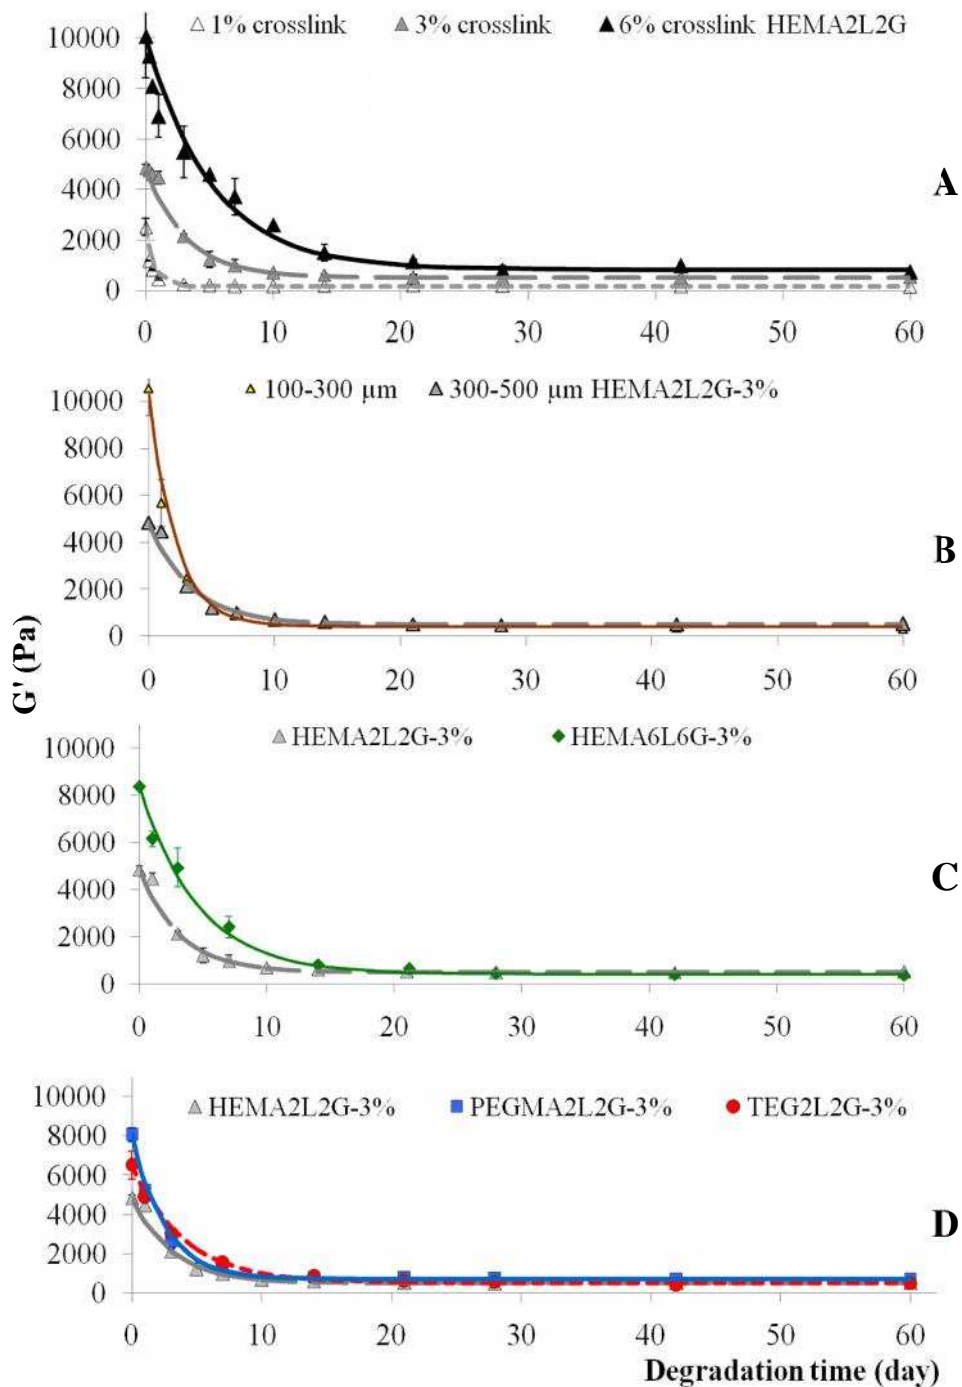 1% crosslink 3% crosslink 6% crosslink HEMA2L2G
10000
8000
6000
4000
2000
0
0 10 20 30 40 50 60
A
100-300 µm 300-500 µm HEMA2L2G-3%
10000
8000
6000
4000
2000
0
0 10 20 30 40 50 60
B
G' (Pa)
HEMA2L2G-3% HEMA6L6G-3%
10000
8000
6000
4000
2000
0
0 10 20 30 40 50 60
C
HEMA2L2G-3% PEGMA2L2G-3% TEG2L2G-3%
10000
8000
6000
4000
2000
0
0 10 20 30 40 50 60
D
Degradation time (day)